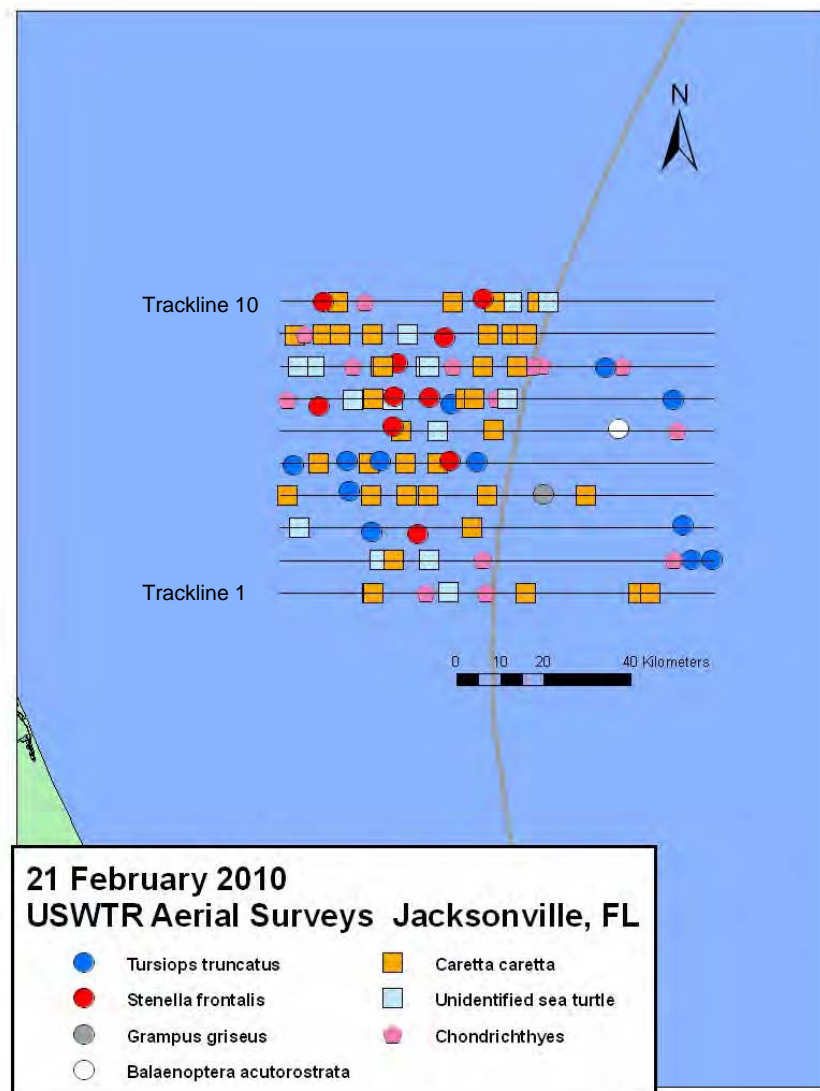 N
Trackline 10
Trackline 1
0 10 20 40 Kilometers
21 February 2010
USWTR Aerial Surveys Jacksonville, FL
Tursiops truncatus
Caretta caretta
Stenella frontalis
Unidentified sea turtle
Grampus griseus
Chondrichthyes
Balaenoptera acutorostrata